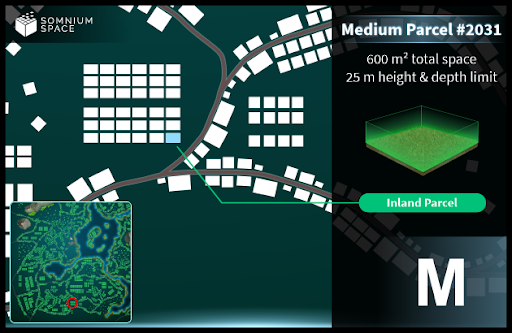 SOMNIUM
SPACE
Medium Parcel #2031
600 m² total space
25 m height & depth limit
Inland Parcel
M